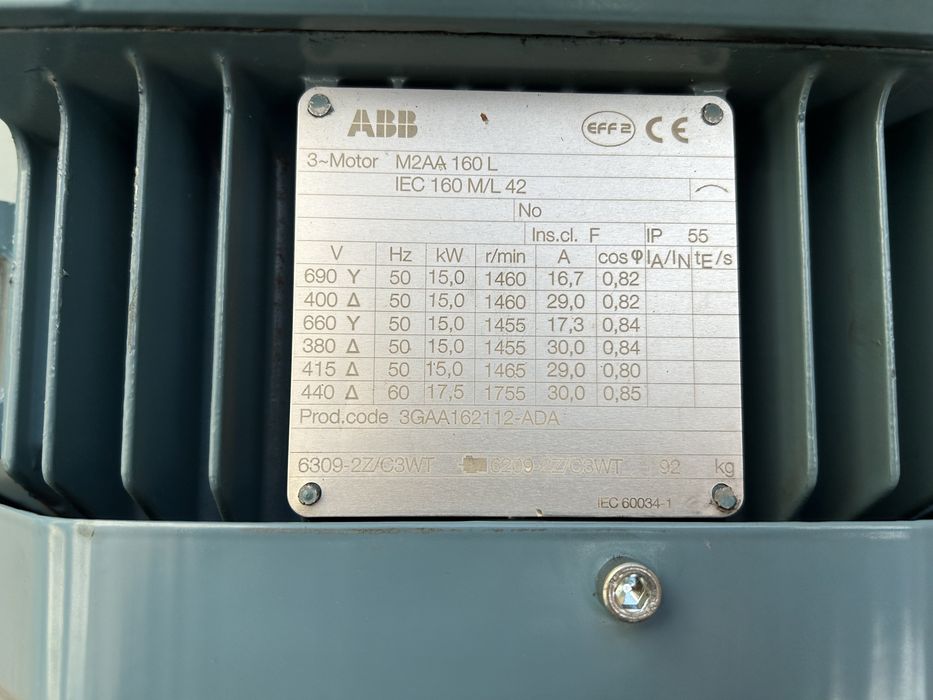 ABB EFF2 CE
3~Motor M2AA 160 L
IEC 160 M/L 42
No
Ins.cl. F IP 55
V Hz kW r/min A cos φ IA/IN tE/s
690 Y 50 15,0 1460 16,7 0,82
400 Δ 50 15,0 1460 29,0 0,82
660 Y 50 15,0 1455 17,3 0,84
380 Δ 50 15,0 1455 30,0 0,84
415 Δ 50 15,0 1465 29,0 0,80
440 Δ 60 17,5 1755 30,0 0,85
Prod.code 3GAA162112-ADA
6309-2Z/C3WT 6209-2Z/C3WT 92 kg
IEC 60034-1